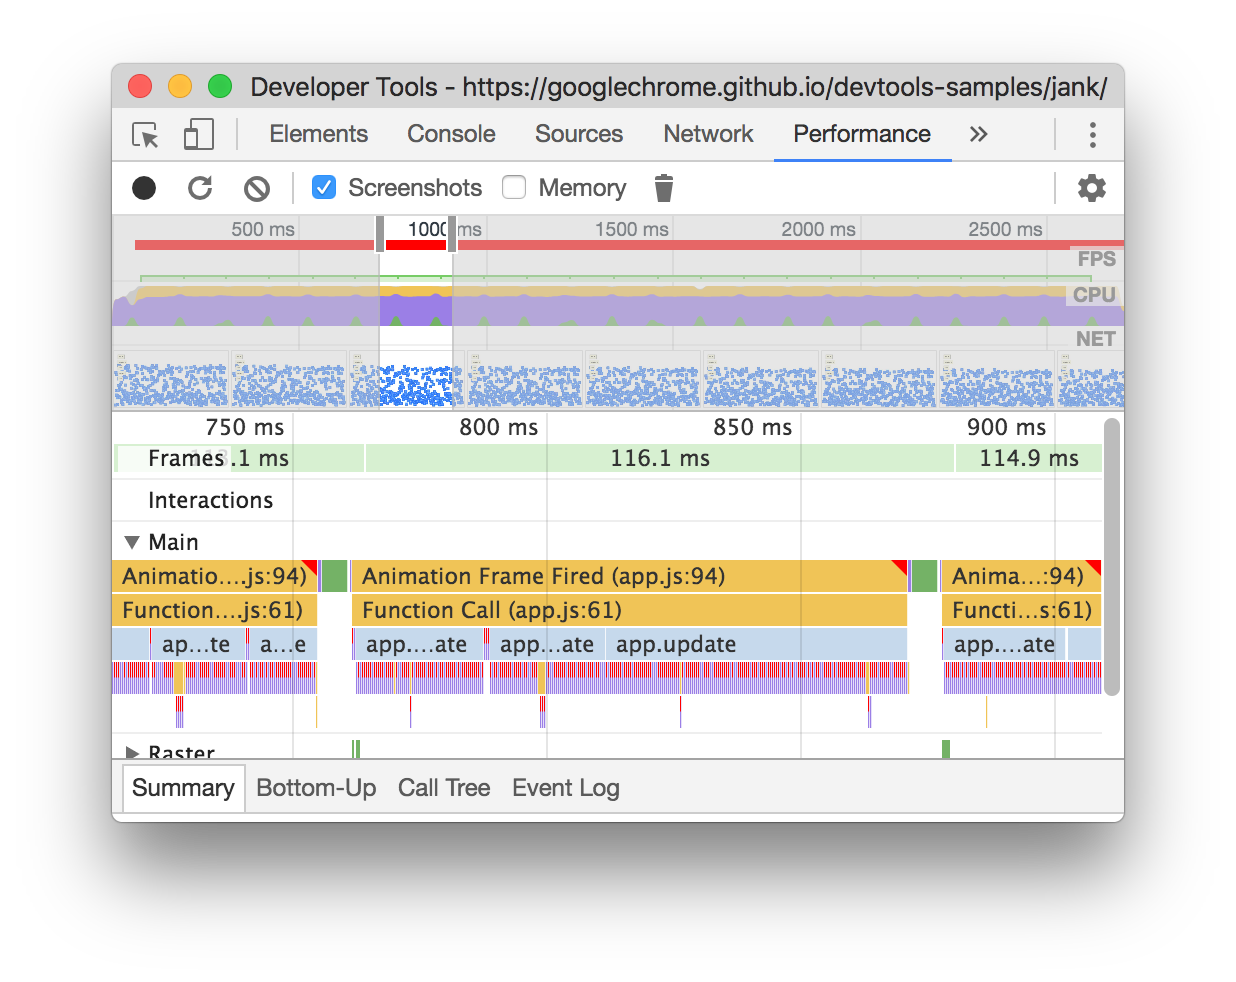 Developer Tools - https://googlechrome.github.io/devtools-samples/jank/
Elements Console Sources Network Performance »
Screenshots Memory
500 ms 1000 ms 1500 ms 2000 ms 2500 ms
FPS
CPU
NET
750 ms 800 ms 850 ms 900 ms
Frames .1 ms 116.1 ms 114.9 ms
Interactions
Main
Animatio….js:94) Animation Frame Fired (app.js:94) Anima…:94)
Function….js:61) Function Call (app.js:61) Functi…s:61)
ap…te a…e app.…ate app…ate app.update app.…ate
Raster
Summary Bottom-Up Call Tree Event Log